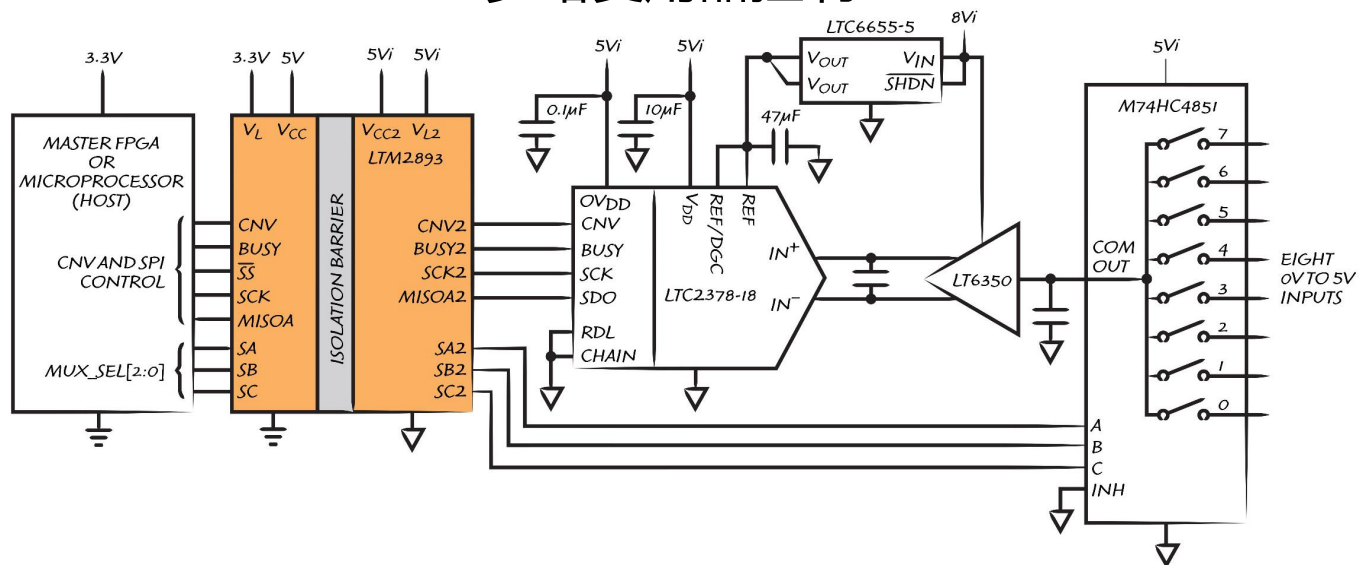 LTC6655-5
8Vi
3.3V
3.3V 5V
5Vi 5Vi
5Vi
5Vi
5Vi
VOUT VIN
VOUT SHDN
0.1μF
10μF
47μF
MASTER FPGA
OR
MICROPROCESSOR
(HOST)
CNV AND SPI
CONTROL
MUX_SEL[2:0]
VL VCC
CNV
BUSY
SS
SCK
MISOA
SA
SB
SC
ISOLATION BARRIER
VCC2 VL2
LTM2893
CNV2
BUSY2
SCK2
MISOA2
SA2
SB2
SC2
OVDD
CNV
BUSY
SCK
SDO
RDL
CHAIN
VDD
REF/DGC
REF
LTC2378-18
IN+
IN−
LT6350
M74HC4851
COM
OUT
7
6
5
4
3
2
1
0
A
B
C
INH
EIGHT
0V TO 5V
INPUTS